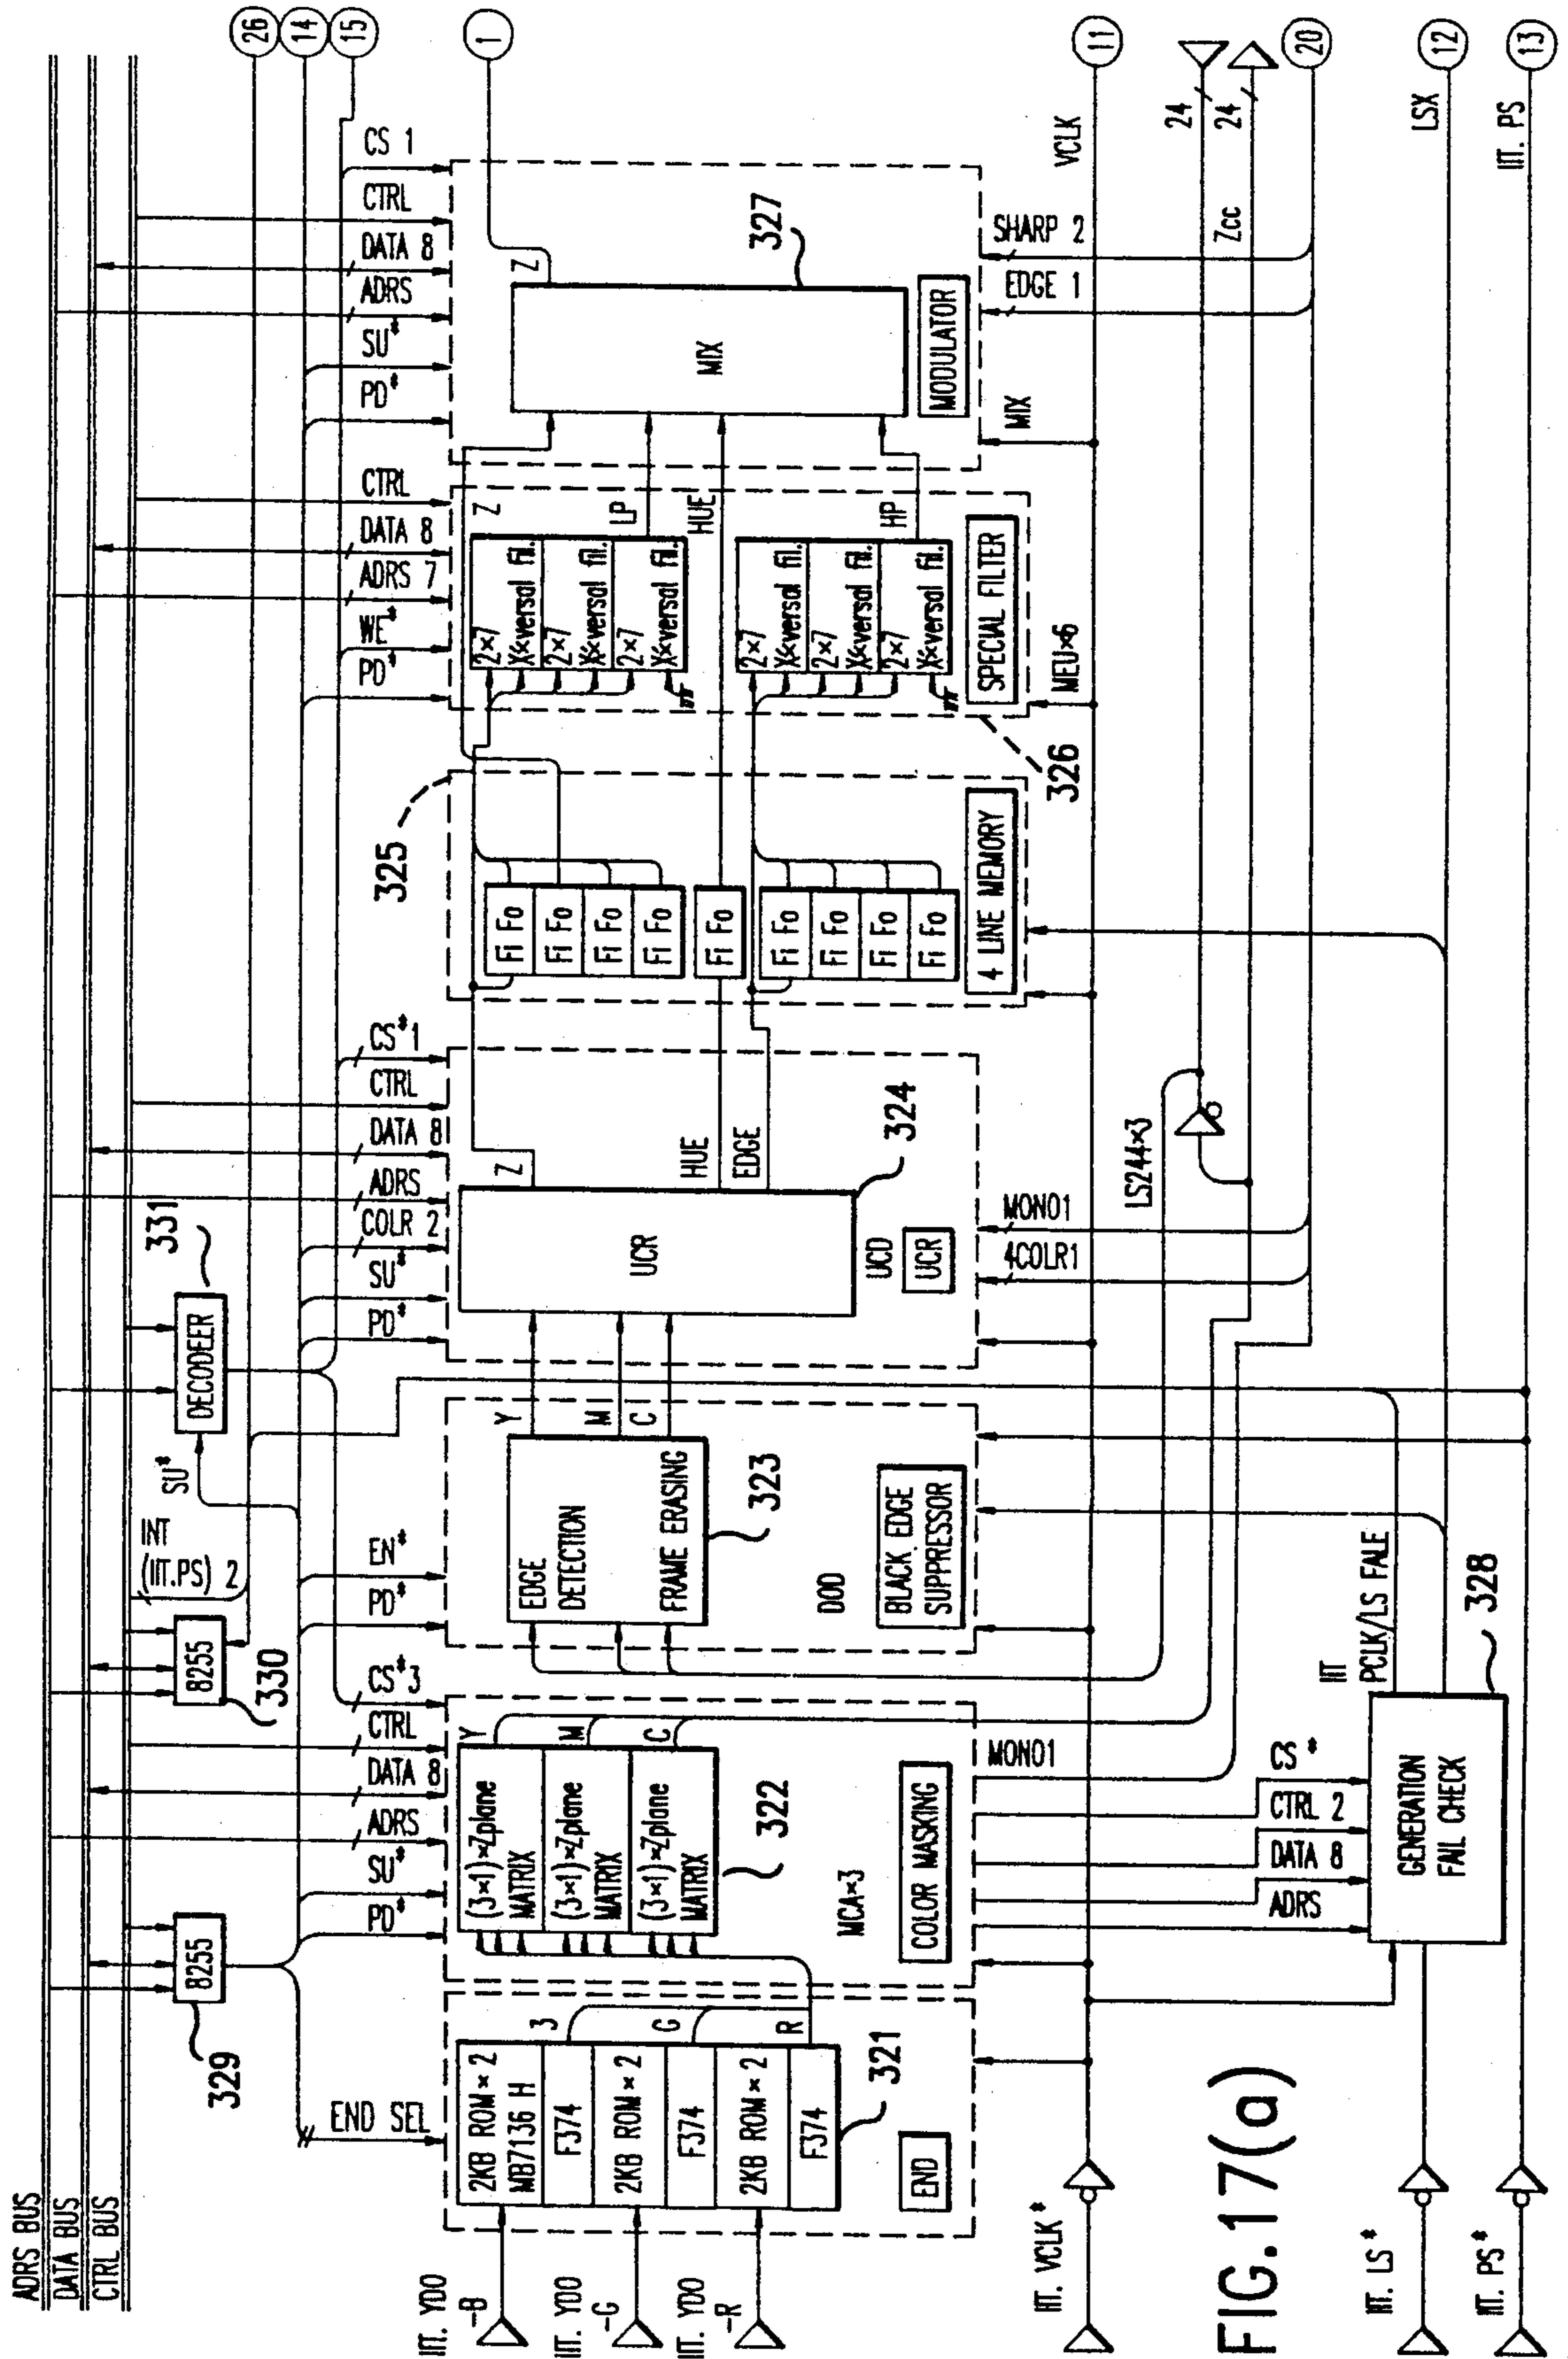 ADRS BUS
DATA BUS
CTRL BUS
26
14
15
1
11
20
12
13
329
8255
330
8255
INT
(IIT.PS) 2
SU*
DECODEER
331
END SEL
PD*
SU*
ADRS
DATA 8
CTRL
CS*3
PD*
EN*
PD*
SU*
COLR 2
ADRS
DATA 8
CTRL
CS*1
PD*
WE*
ADRS 7
DATA 8
CTRL
PD*
SU*
ADRS
DATA 8
CTRL
CS 1
IIT. YDO
-B
IIT. YDO
-G
IIT. YDO
-R
2KB ROM×2
MB7136 H
F374
2KB ROM×2
F374
2KB ROM×2
F374
3
G
R
321
END
(3×1)×Zplane
MATRIX
(3×1)×Zplane
MATRIX
(3×1)×Zplane
MATRIX
Y
M
C
322
MCA×3
COLOR MASKING
EDGE
DETECTION
FRAME ERASING
Y
M
C
323
DOD
BLACK EDGE
SUPPRESSOR
UCR
Z
HUE
EDGE
324
UCD
UCR
325
Fi Fo
Fi Fo
Fi Fo
Fi Fo
Fi Fo
Fi Fo
Fi Fo
Fi Fo
Fi Fo
4 LINE MEMORY
Z
2×7
X×versal fil.
2×7
X×versal fil.
2×7
X×versal fil.
LP
HUE
2×7
X×versal fil.
2×7
X×versal fil.
2×7
X×versal fil.
HP
SPECIAL FILTER
326
MIX
Z
327
MODULATOR
MONO1
4COLR1
MONO1
MEU×6
MIX
EDGE 1
SHARP 2
IIT. VCLK*
VCLK
LS244×3
24
24
Zcc
ADRS
DATA 8
CTRL 2
CS*
GENERATION
FAIL CHECK
328
IIT
PCLK/LS FALE
IIT. LS*
LSX
IIT. PS*
IIT. PS
FIG.17(a)